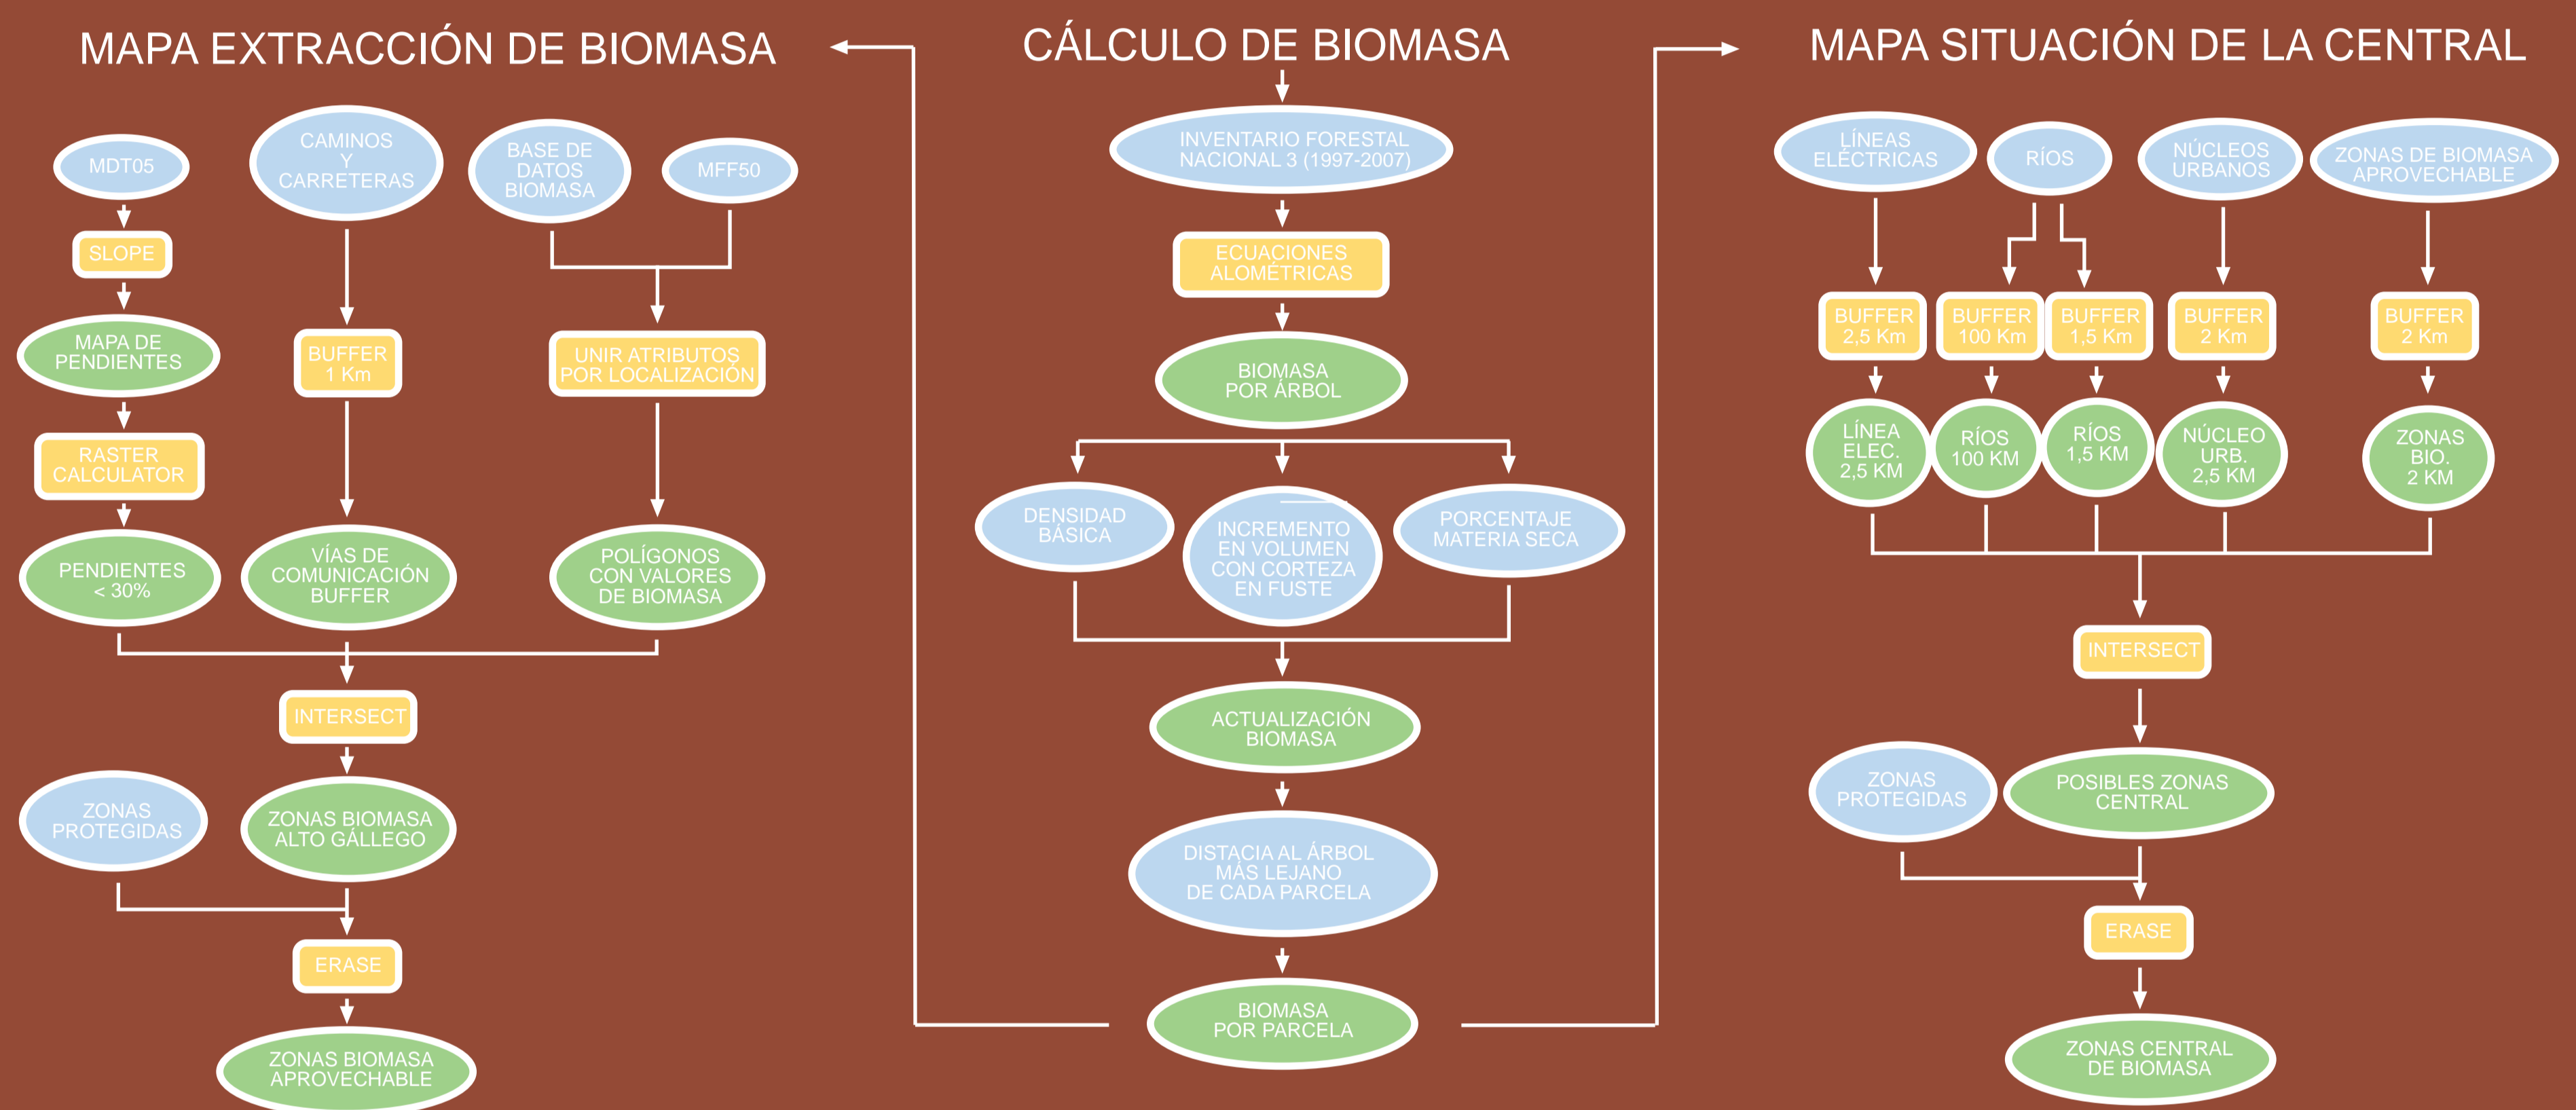 MAPA EXTRACCIÓN DE BIOMASA
MDT05
CAMINOS
Y
CARRETERAS
BASE DE
DATOS
BIOMASA
MFF50
SLOPE
MAPA DE
PENDIENTES
BUFFER
1 Km
UNIR ATRIBUTOS
POR LOCALIZACIÓN
RASTER
CALCULATOR
PENDIENTES
< 30%
VÍAS DE
COMUNICACIÓN
BUFFER
POLÍGONOS
CON VALORES
DE BIOMASA
INTERSECT
ZONAS
PROTEGIDAS
ZONAS BIOMASA
ALTO GÁLLEGO
ERASE
ZONAS BIOMASA
APROVECHABLE
CÁLCULO DE BIOMASA
INVENTARIO FORESTAL
NACIONAL 3 (1997-2007)
ECUACIONES
ALOMÉTRICAS
BIOMASA
POR ÁRBOL
DENSIDAD
BÁSICA
INCREMENTO
EN VOLUMEN
CON CORTEZA
EN FUSTE
PORCENTAJE
MATERIA SECA
ACTUALIZACIÓN
BIOMASA
DISTACIA AL ÁRBOL
MÁS LEJANO
DE CADA PARCELA
BIOMASA
POR PARCELA
MAPA SITUACIÓN DE LA CENTRAL
LÍNEAS
ELÉCTRICAS
RÍOS
NÚCLEOS
URBANOS
ZONAS DE BIOMASA
APROVECHABLE
BUFFER
2,5 Km
BUFFER
100 Km
BUFFER
1,5 Km
BUFFER
2 Km
BUFFER
2 Km
LÍNEA
ELEC.
2,5 KM
RÍOS
100 KM
RÍOS
1,5 KM
NÚCLEO
URB.
2,5 KM
ZONAS
BIO.
2 KM
INTERSECT
ZONAS
PROTEGIDAS
POSIBLES ZONAS
CENTRAL
ERASE
ZONAS CENTRAL
DE BIOMASA